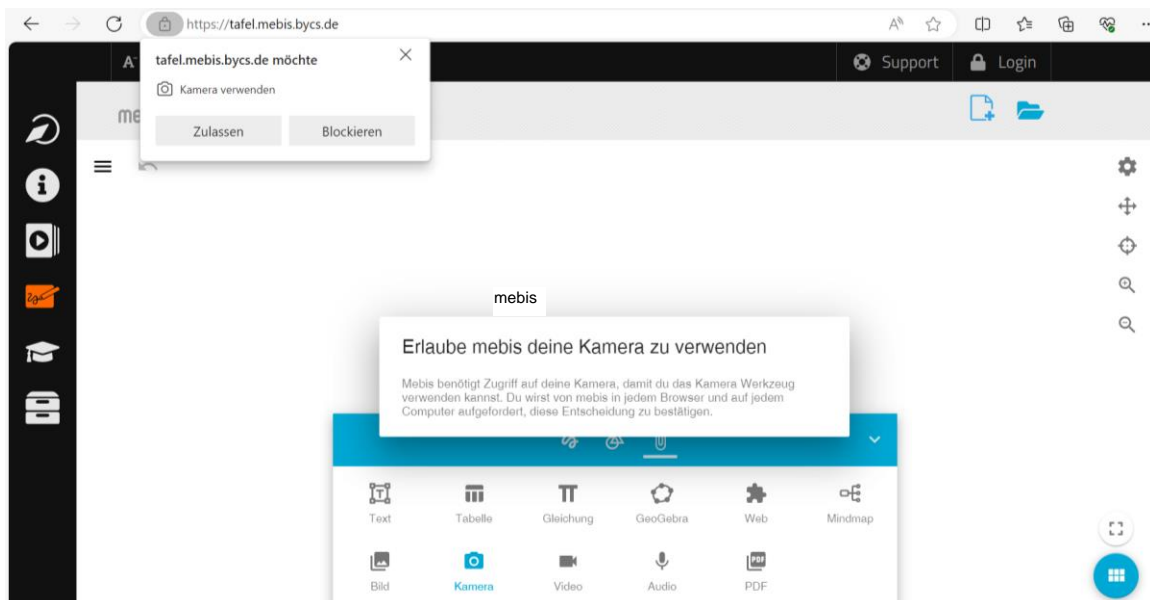 https://tafel.mebis.bycs.de
A
tafel.mebis.bycs.de möchte
Kamera verwenden
Zulassen Blockieren
Support
Login
me
mebis
Erlaube mebis deine Kamera zu verwenden
Mebis benötigt Zugriff auf deine Kamera, damit du das Kamera Werkzeug
verwenden kannst. Du wirst von mebis in jedem Browser und auf jedem
Computer aufgefordert, diese Entscheidung zu bestätigen.
Text Tabelle Gleichung GeoGebra Web Mindmap
Bild Kamera Video Audio PDF